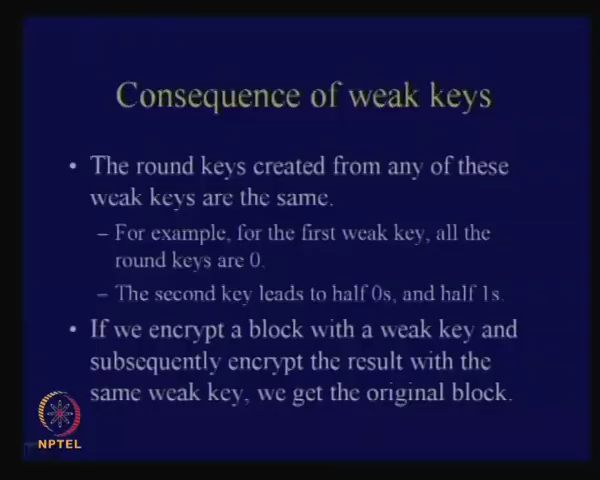 Consequence of weak keys
• The round keys created from any of these
weak keys are the same.
– For example, for the first weak key, all the
round keys are 0.
– The second key leads to half 0s, and half 1s.
• If we encrypt a block with a weak key and
subsequently encrypt the result with the
same weak key, we get the original block.
NPTEL